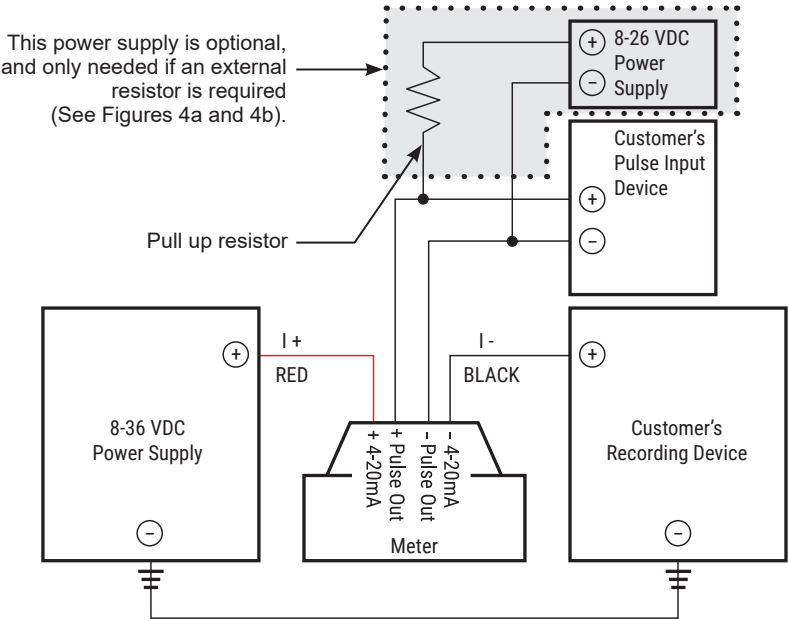 This power supply is optional,
and only needed if an external
resistor is required
(See Figures 4a and 4b).
+ 8-26 VDC
Power
− Supply
Customer's
Pulse Input
Device
+
−
Pull up resistor
I +
RED
I -
BLACK
+
+
8-36 VDC
Power Supply
+ 4-20mA
+ Pulse Out
- Pulse Out
- 4-20mA
Meter
Customer's
Recording Device
−
−